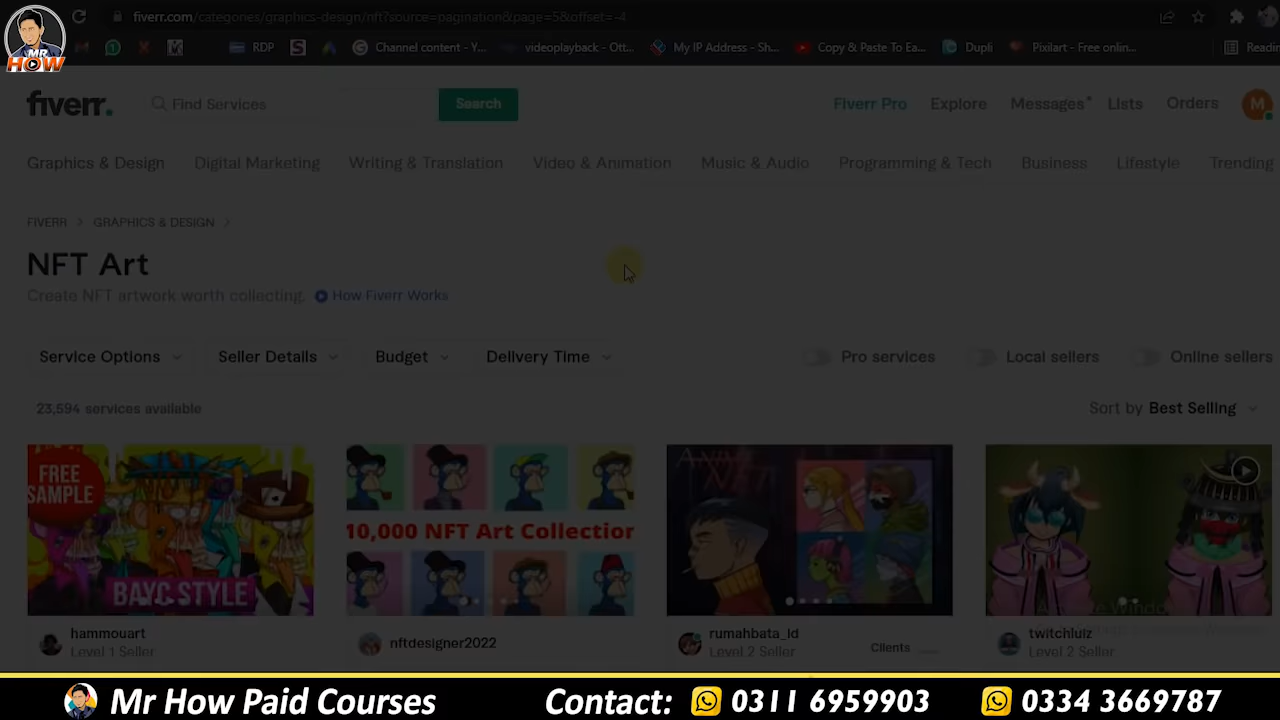 MR
HOW
fiverr.com/categories/graphics-design/nft?source=pagination&page=5&offset=-4
RDP
Channel content - Y...
videoplayback - Ott...
My IP Address - Sh...
Copy & Paste To Ea...
Dupli
Pixilart - Free onlin...
Readin
fiverr.
Find Services
Search
Fiverr Pro
Explore
Messages
Lists
Orders
M
Graphics & Design
Digital Marketing
Writing & Translation
Video & Animation
Music & Audio
Programming & Tech
Business
Lifestyle
Trending
FIVERR > GRAPHICS & DESIGN >
NFT Art
Create NFT artwork worth collecting.
How Fiverr Works
Service Options
Seller Details
Budget
Delivery Time
Pro services
Local sellers
Online sellers
23,594 services available
Sort by Best Selling
FREE
SAMPLE
BAYC STYLE
10,000 NFT Art Collection
hammouart
Level 1 Seller
nftdesigner2022
rumahbata_id
Level 2 Seller
Clients
twitchluiz
Level 2 Seller
Mr How Paid Courses
Contact:
0311 6959903
0334 3669787